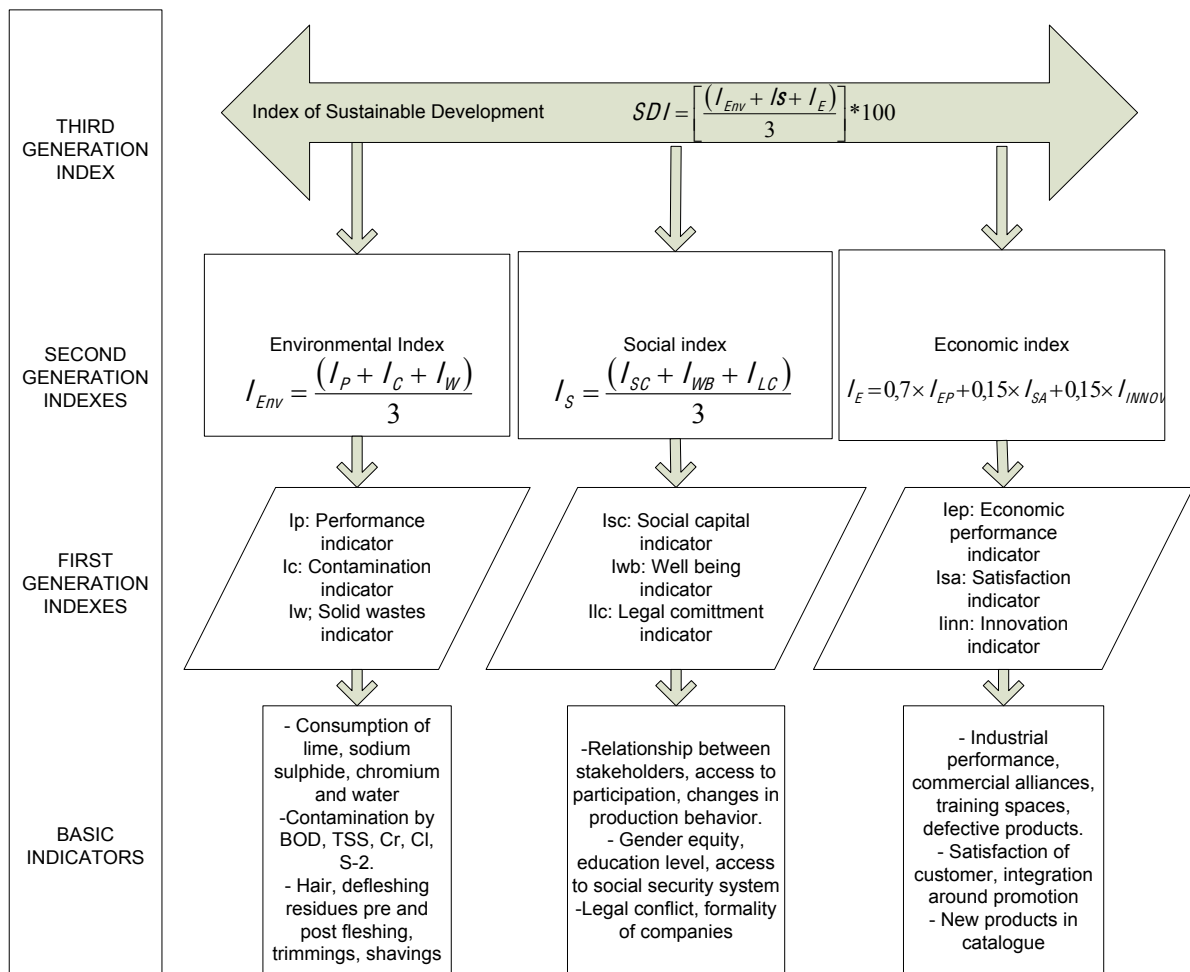 THIRD
GENERATION
INDEX
Index of Sustainable Development
SDI=[(I_Env + Is + I_E)/3]*100
SECOND
GENERATION
INDEXES
Environmental Index
I_Env = (I_P + I_C + I_W)/3
Social index
I_S = (I_SC + I_WB + I_LC)/3
Economic index
I_E = 0,7 × I_EP + 0,15 × I_SA + 0,15 × I_INNOV
FIRST
GENERATION
INDEXES
Ip: Performance
indicator
Ic: Contamination
indicator
Iw; Solid wastes
indicator
Isc: Social capital
indicator
Iwb: Well being
indicator
Ilc: Legal comittment
indicator
Iep: Economic
performance
indicator
Isa: Satisfaction
indicator
Iinn: Innovation
indicator
BASIC
INDICATORS
- Consumption of
lime, sodium
sulphide, chromium
and water
-Contamination by
BOD, TSS, Cr, Cl,
S-2.
- Hair, defleshing
residues pre and
post fleshing,
trimmings, shavings
-Relationship between
stakeholders, access to
participation, changes in
production behavior.
- Gender equity,
education level, access
to social security system
-Legal conflict, formality
of companies
- Industrial
performance,
commercial alliances,
training spaces,
defective products.
- Satisfaction of
customer, integration
around promotion
- New products in
catalogue